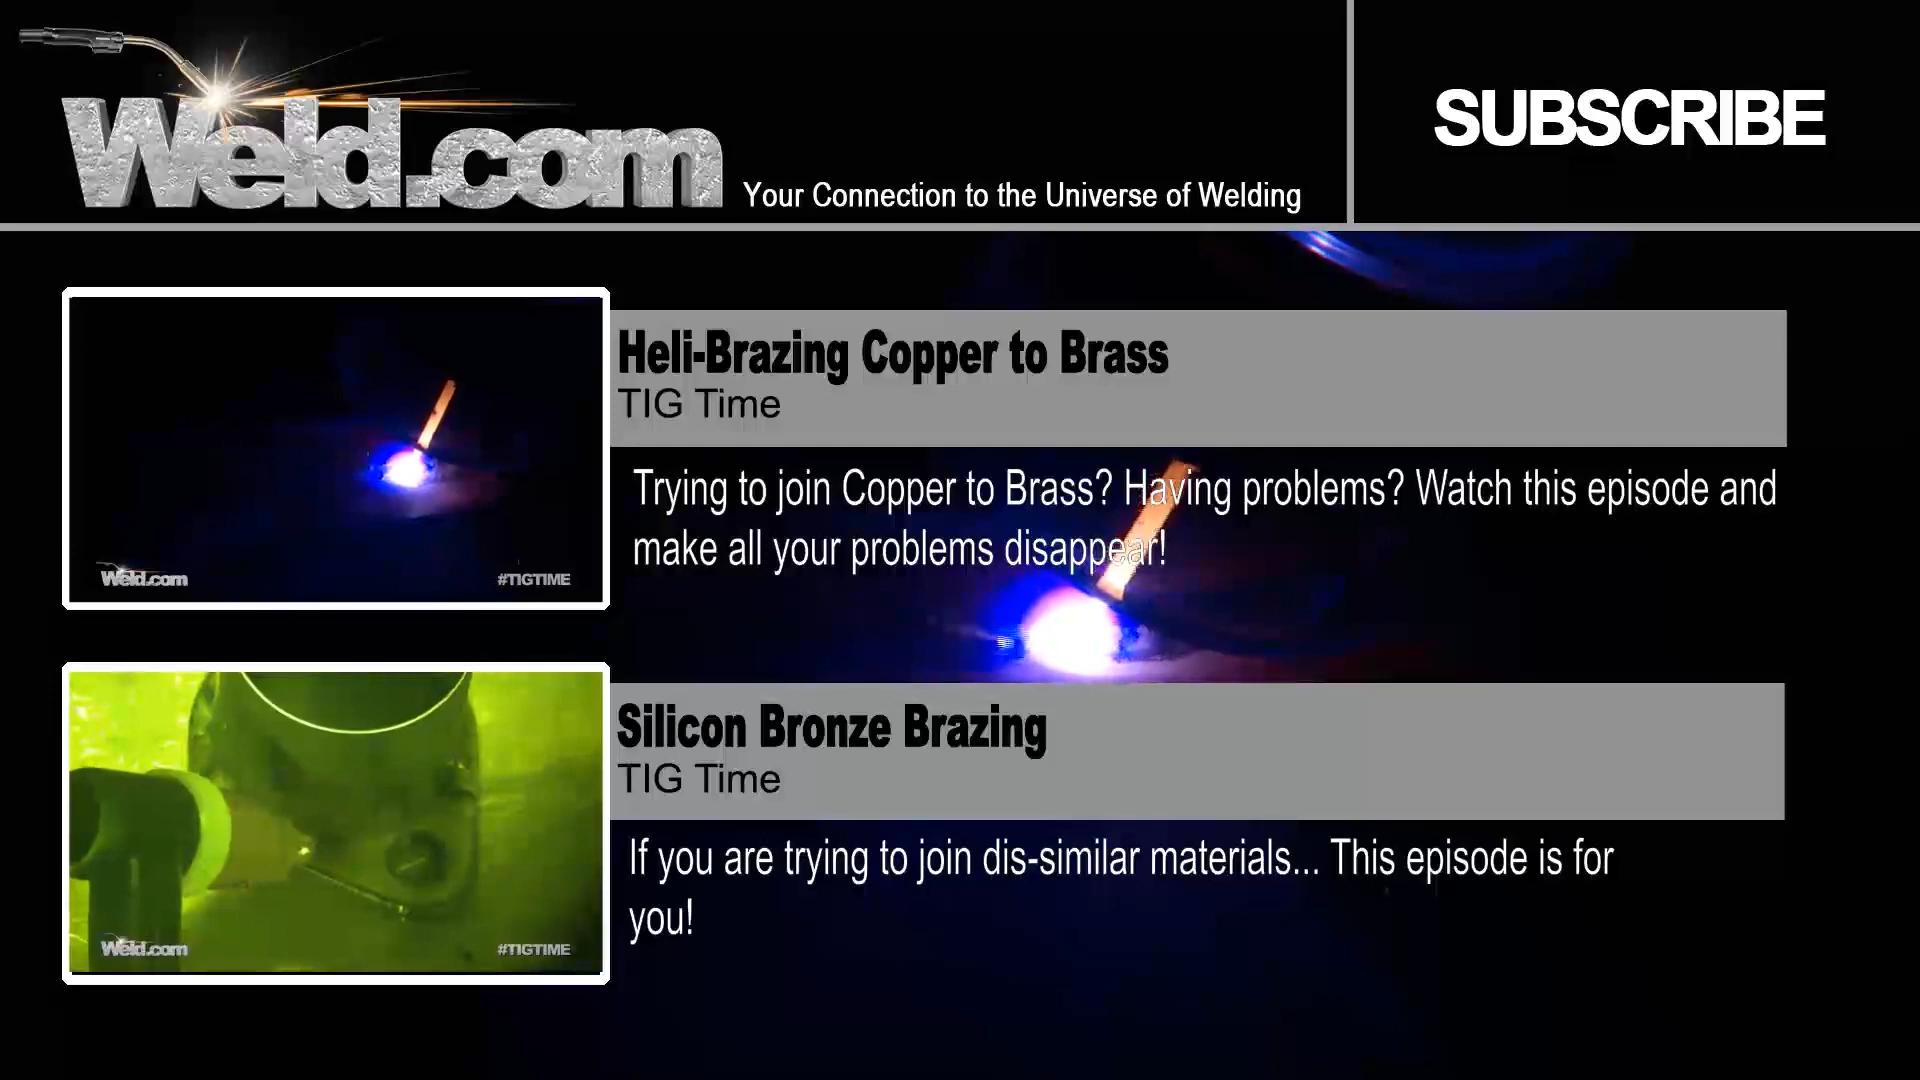 Weld.com
Your Connection to the Universe of Welding
SUBSCRIBE
Heli-Brazing Copper to Brass
TIG Time
Trying to join Copper to Brass? Having problems? Watch this episode and
make all your problems disappear!
Weld.com
#TIGTIME
Silicon Bronze Brazing
TIG Time
If you are trying to join dis-similar materials... This episode is for
you!
Weld.com
#TIGTIME